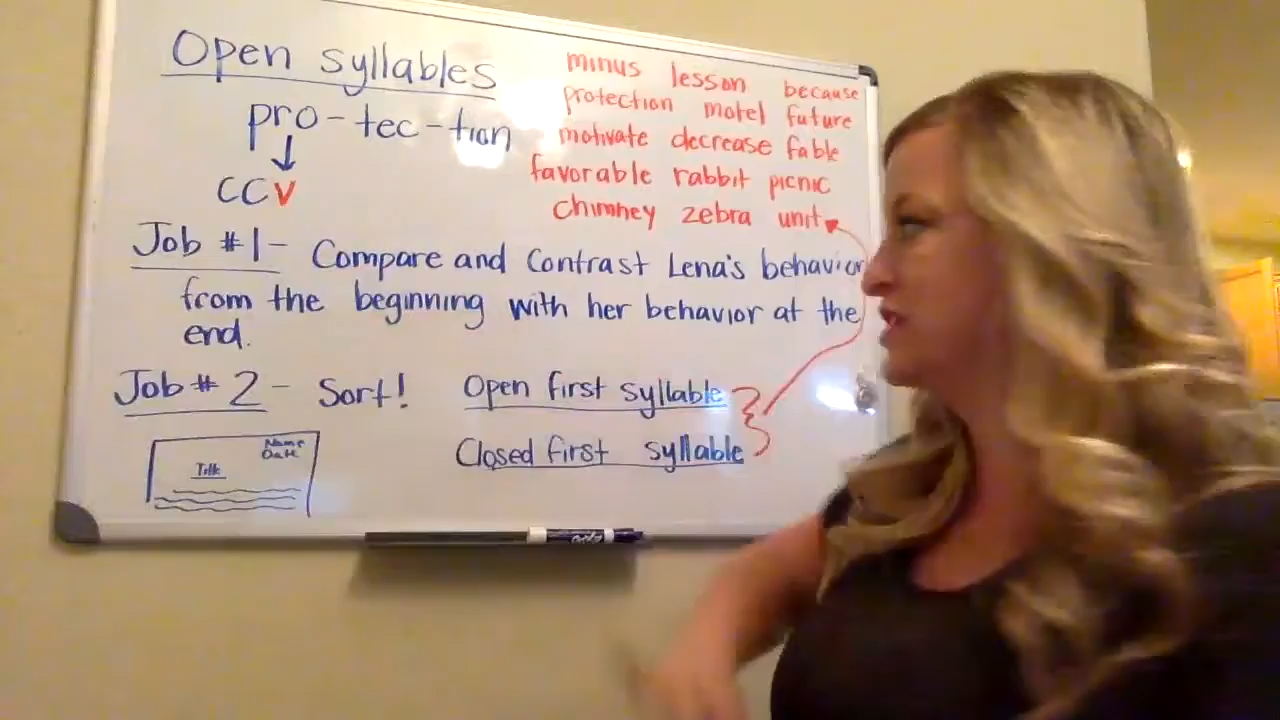 Open syllables
pro-tec-tion
CCV
minus lesson because
protection motel future
motivate decrease fable
favorable rabbit picnic
chimney zebra unit
Job #1- Compare and Contrast Lena's behavior
from the beginning with her behavior at the
end.
Job #2- Sort! Open first syllable
Closed first syllable
Name
Date
Title